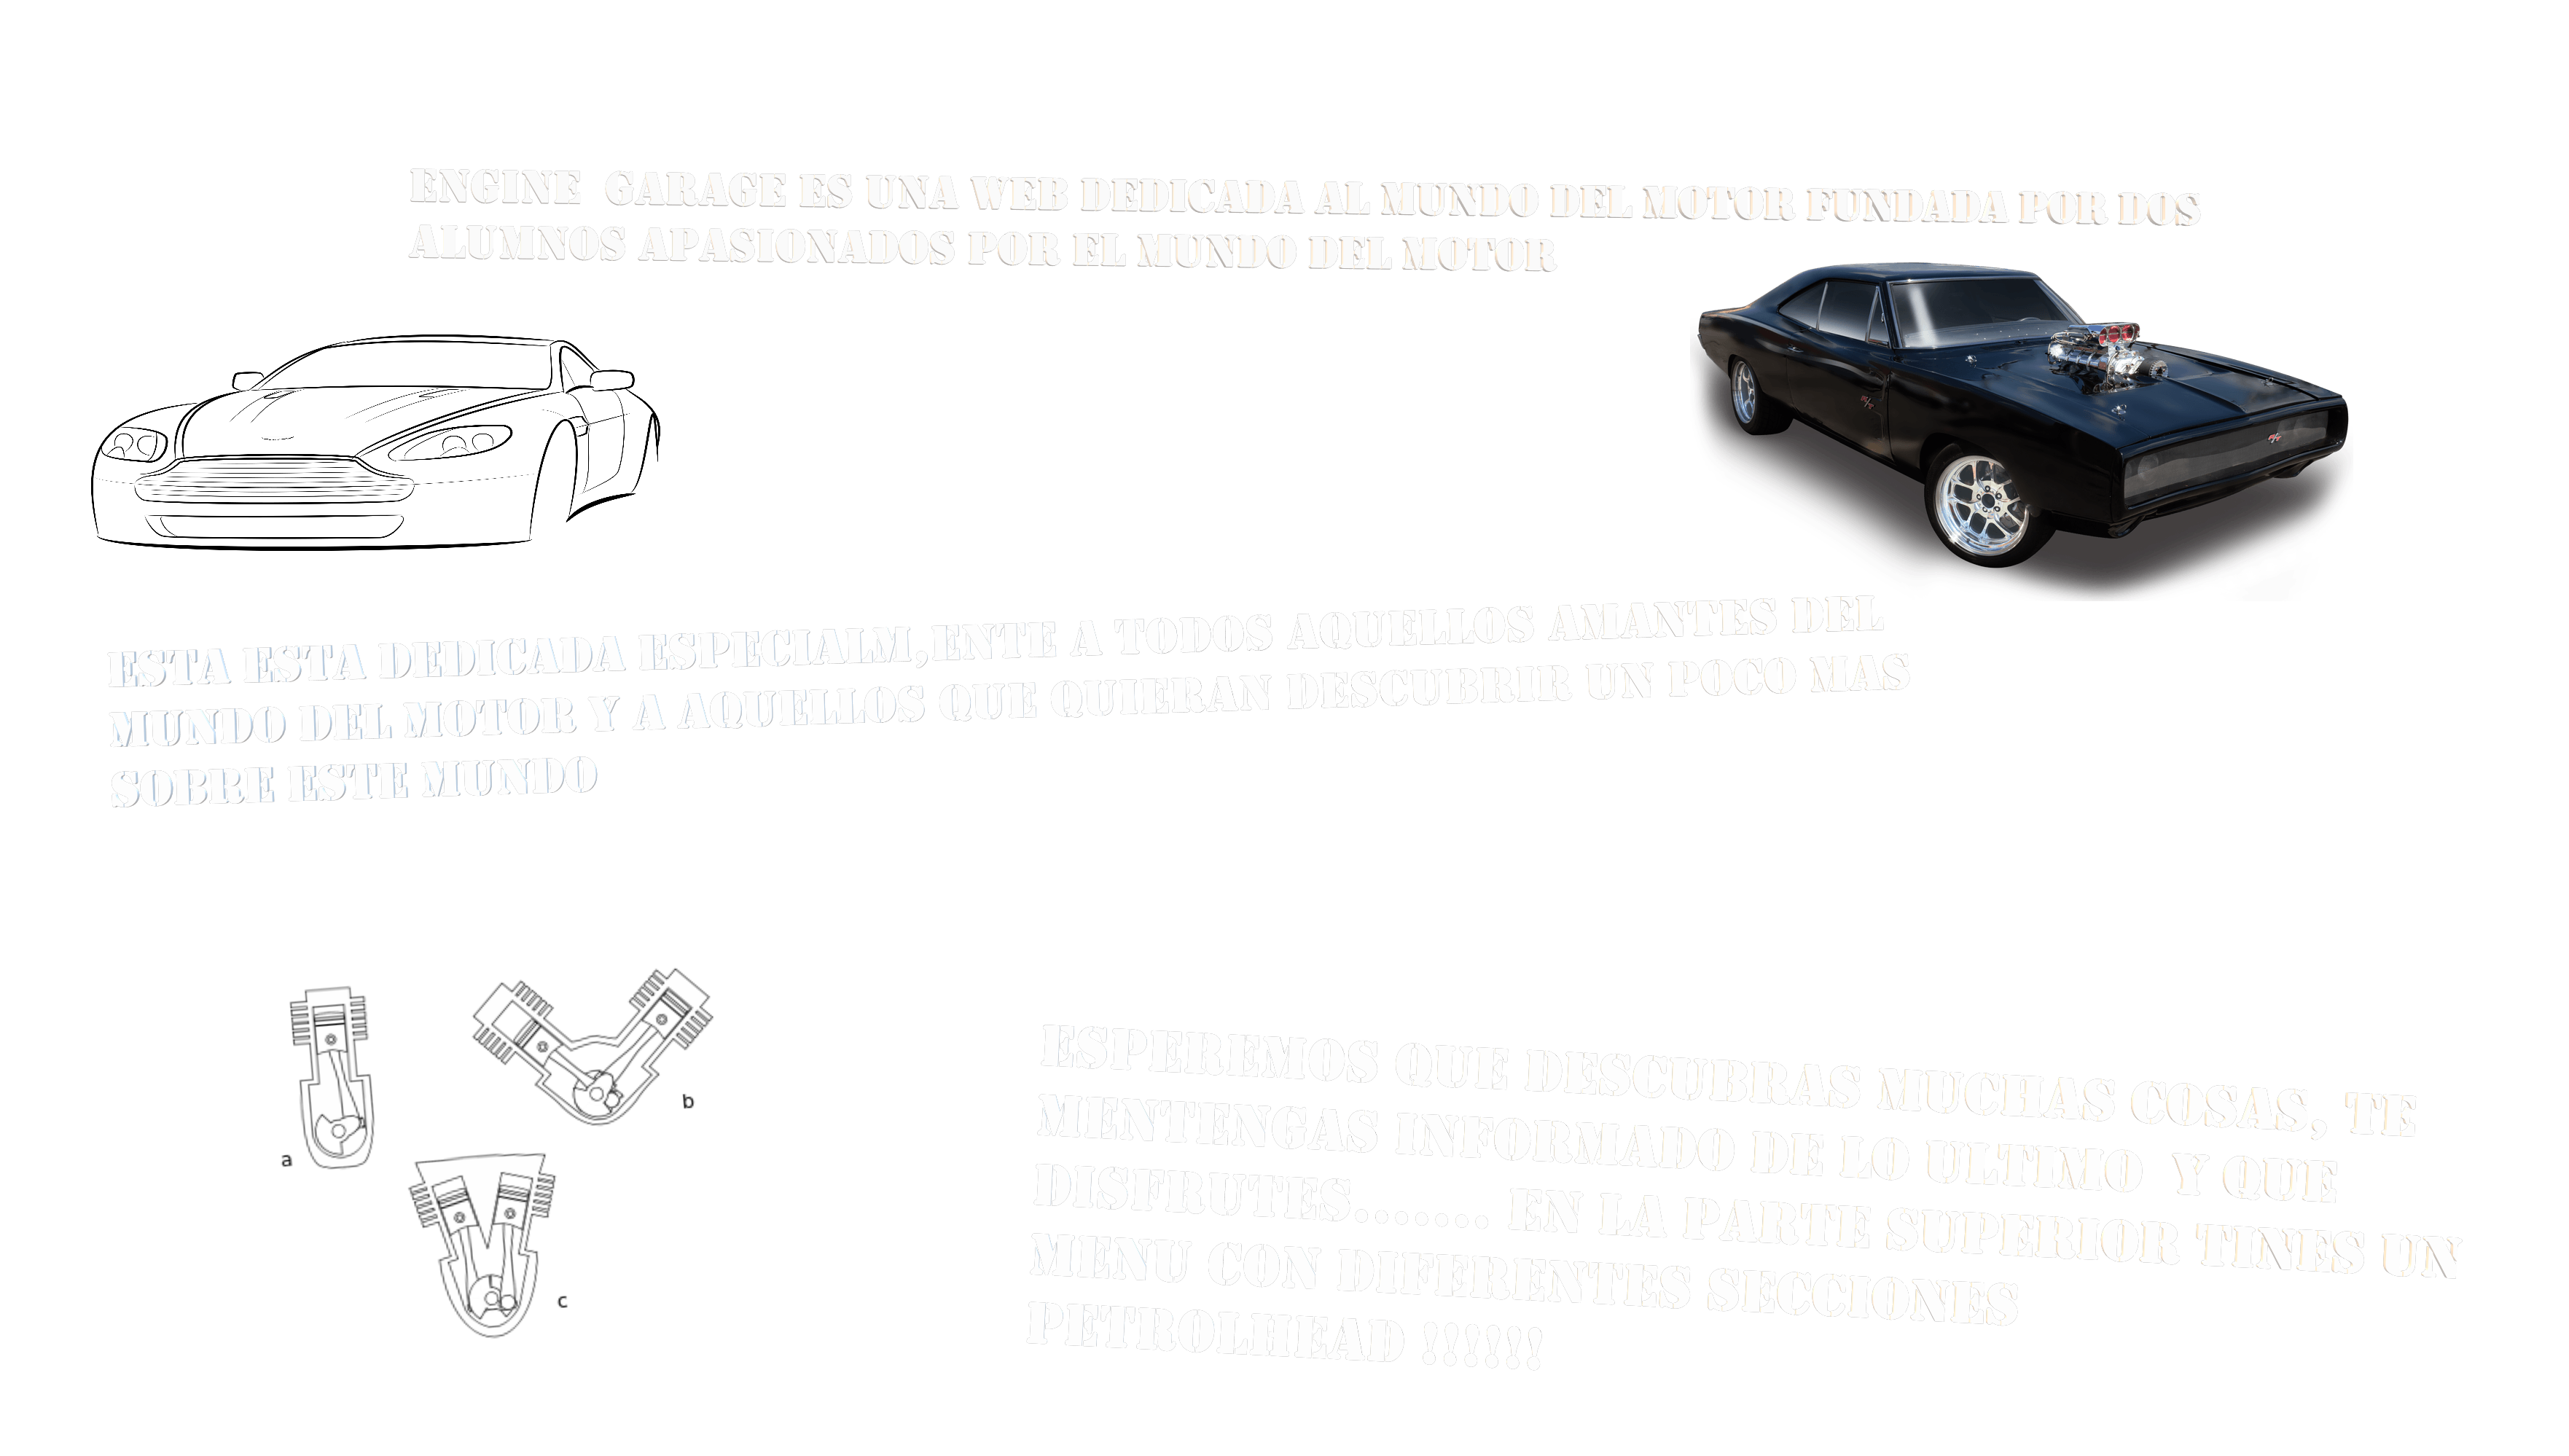 ENGINE GARAGE ES UNA WEB DEDICADA AL MUNDO DEL MOTOR FUNDADA POR DOS
ALUMNOS APASIONADOS POR EL MUNDO DEL MOTOR
ESTA ESTA DEDICADA ESPECIALM,ENTE A TODOS AQUELLOS AMANTES DEL
MUNDO DEL MOTOR Y A AQUELLOS QUE QUIERAN DESCUBRIR UN POCO MAS
SOBRE ESTE MUNDO
a
b
c
ESPEREMOS QUE DESCUBRAS MUCHAS COSAS, TE
MENTENGAS INFORMADO DE LO ULTIMO Y QUE
DISFRUTES....... EN LA PARTE SUPERIOR TINES UN
MENU CON DIFERENTES SECCIONES
PETROLHEAD !!!!!!